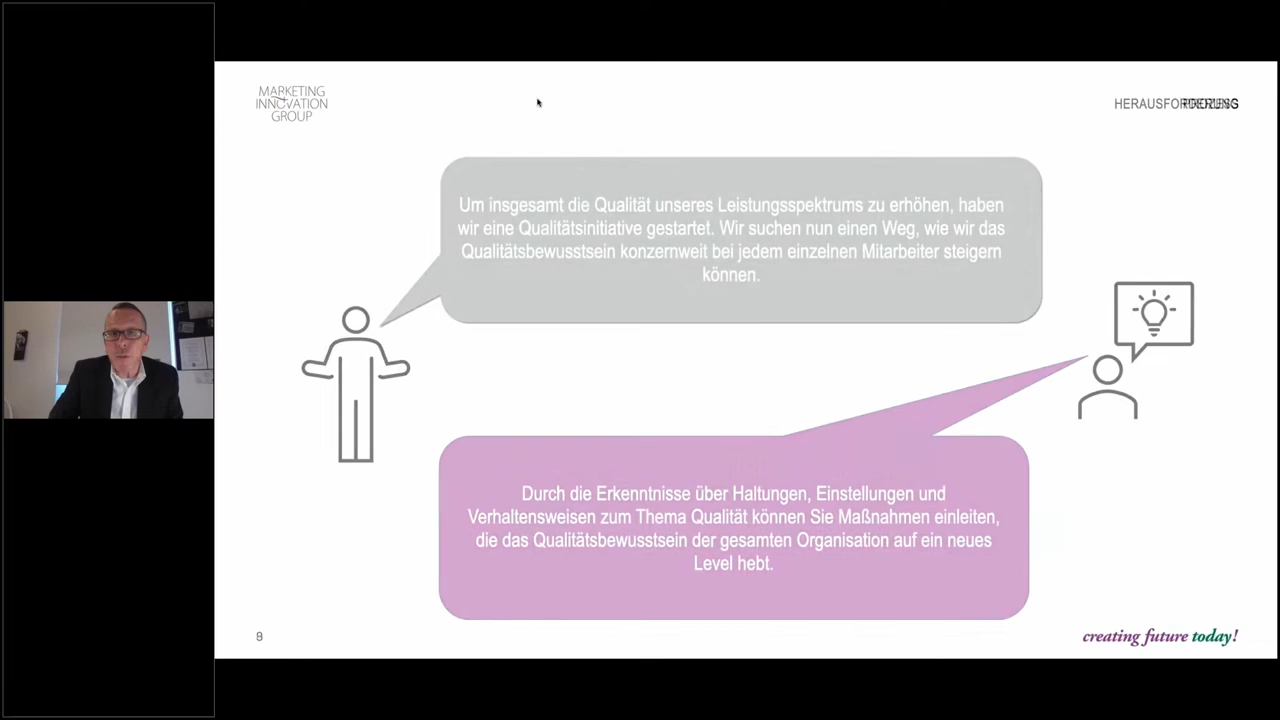 MARKETING
INNOVATION
GROUP
Um insgesamt die Qualität unseres Leistungsspektrums zu erhöhen, haben
wir eine Qualitätsinitiative gestartet. Wir suchen nun einen Weg, wie wir das
Qualitätsbewusstsein konzernweit bei jedem einzelnen Mitarbeiter steigern
können.
Durch die Erkenntnisse über Haltungen, Einstellungen und
Verhaltensweisen zum Thema Qualität können Sie Maßnahmen einleiten,
die das Qualitätsbewusstsein der gesamten Organisation auf ein neues
Level hebt.
creating future today!